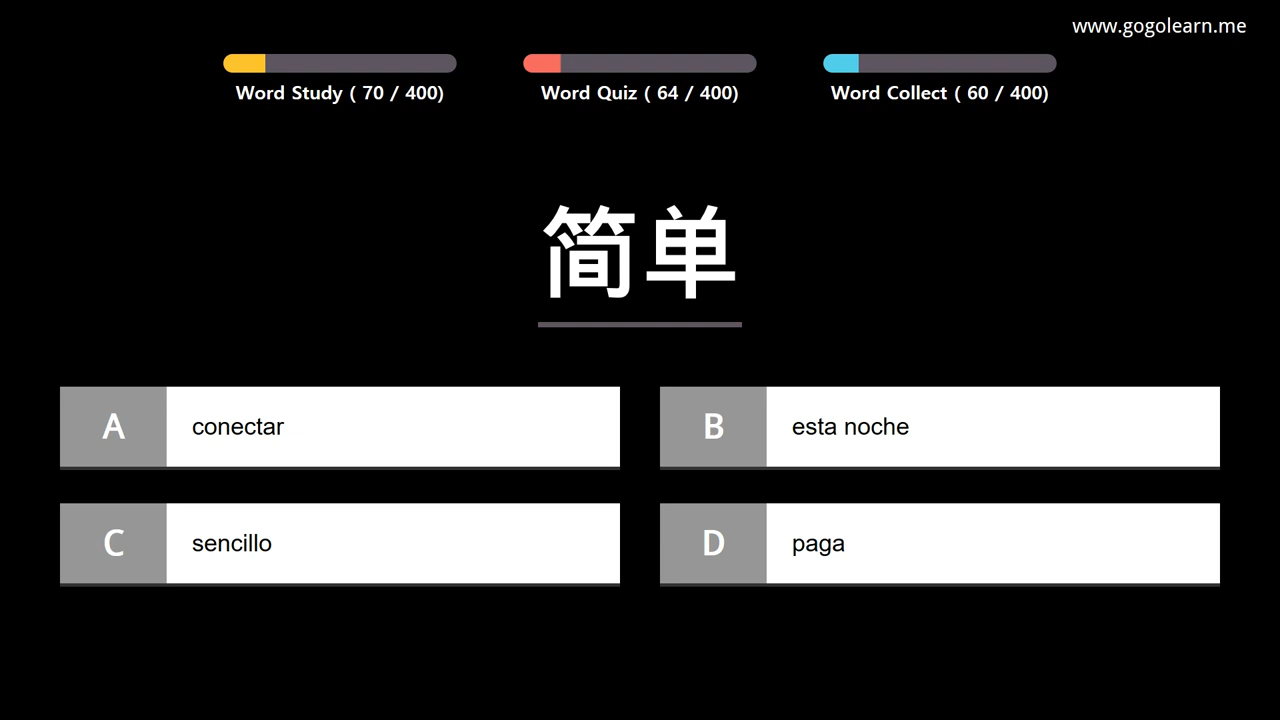 www.gogolearn.me
Word Study ( 70 / 400)
Word Quiz ( 64 / 400)
Word Collect ( 60 / 400)
简单
A conectar
B esta noche
C sencillo
D paga